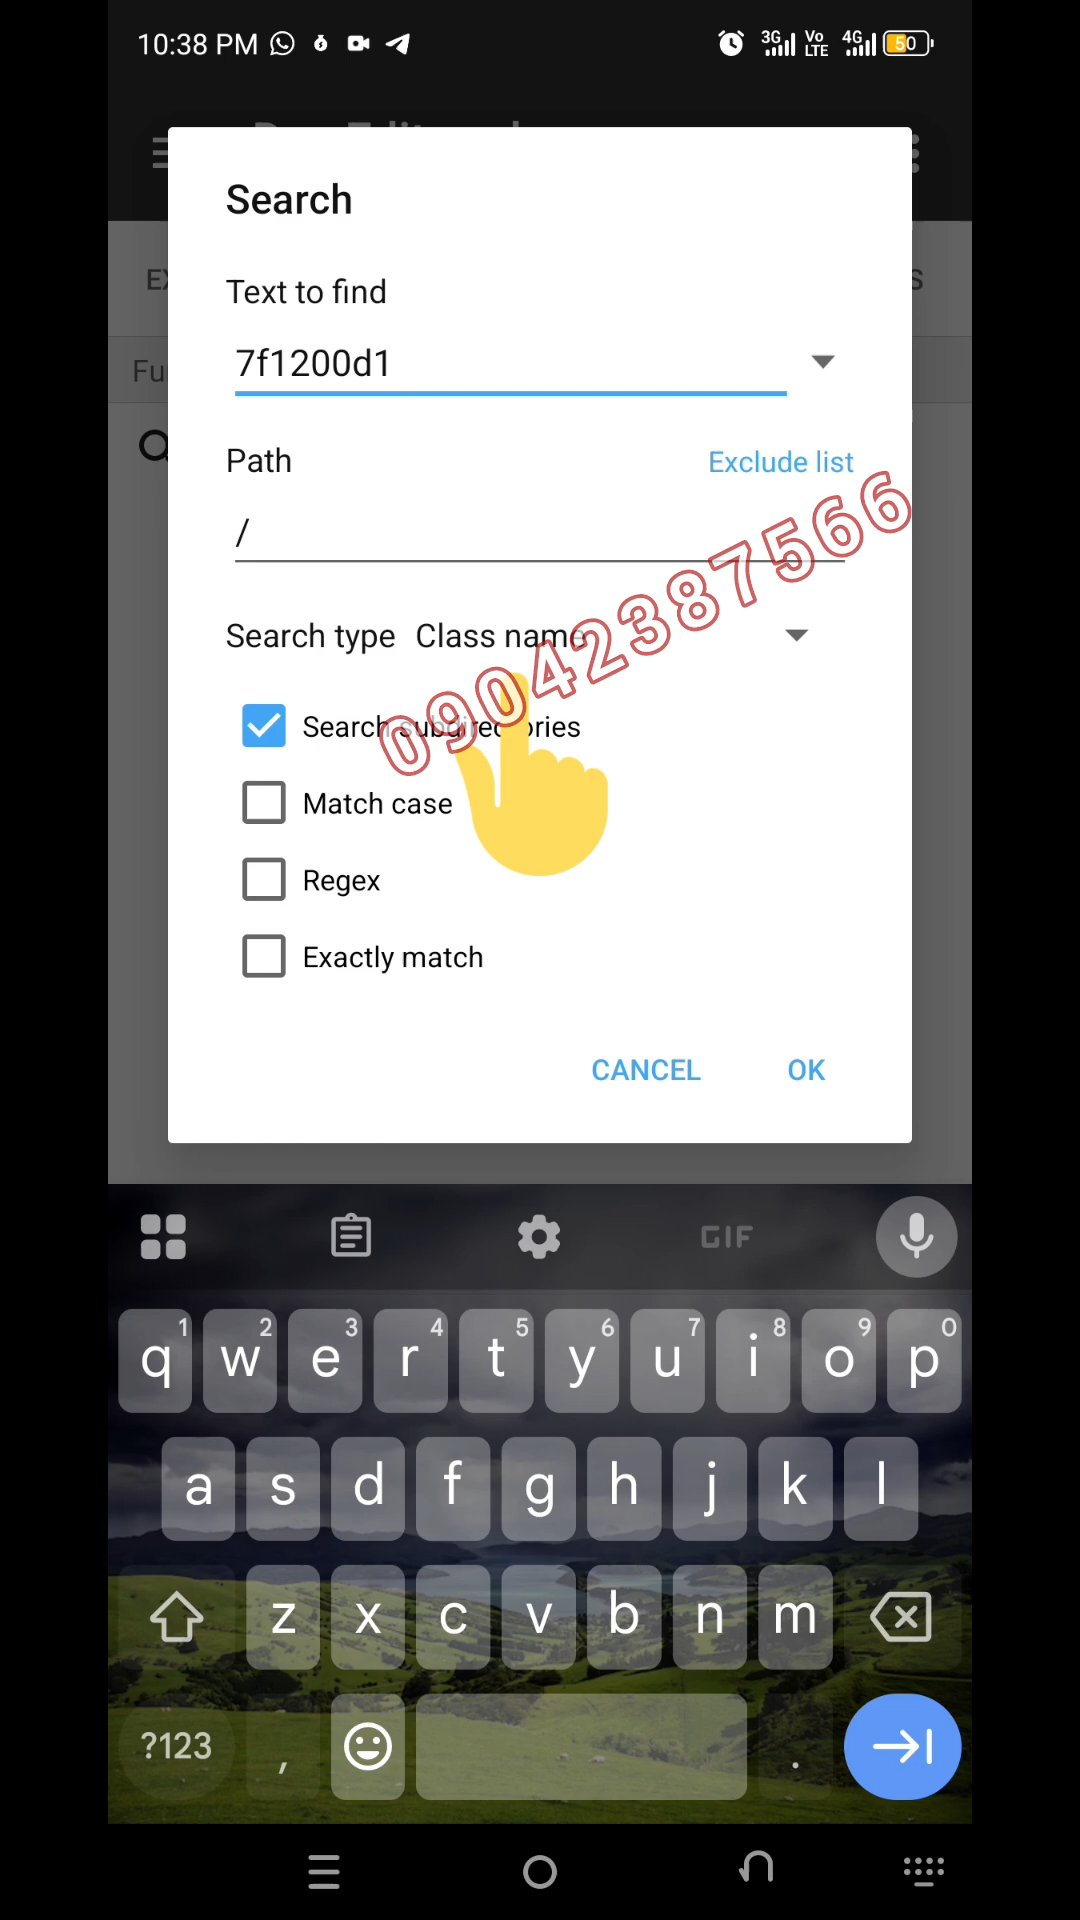 10:38 PM 3G Vo LTE 4G 50
Search
Text to find
7f1200d1
Path Exclude list
/
Search type Class name
09042387566
Search subdirectories
Match case
Regex
Exactly match
CANCEL OK
GIF
1 2 3 4 5 6 7 8 9 0
q w e r t y u i o p
a s d f g h j k l
z x c v b n m
?123 , .